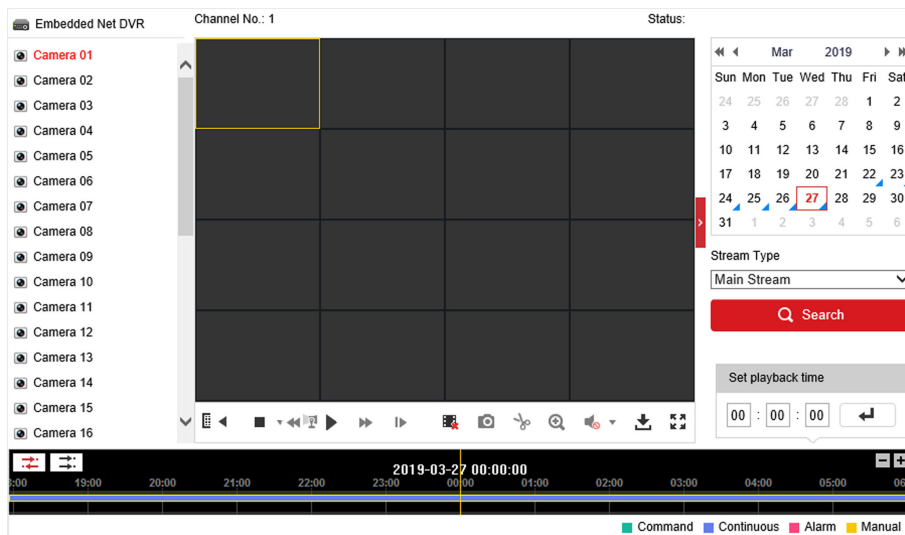 Embedded Net DVR
Channel No.: 1
Status:
Camera 01
Camera 02
Camera 03
Camera 04
Camera 05
Camera 06
Camera 07
Camera 08
Camera 09
Camera 10
Camera 11
Camera 12
Camera 13
Camera 14
Camera 15
Camera 16
Mar 2019
Sun Mon Tue Wed Thu Fri Sat
24 25 26 27 28 1 2
3 4 5 6 7 8 9
10 11 12 13 14 15 16
17 18 19 20 21 22 23
24 25 26 27 28 29 30
31 1 2 3 4 5 6
Stream Type
Main Stream
Search
Set playback time
00 : 00 : 00
2019-03-27 00:00:00
:00 19:00 20:00 21:00 22:00 23:00 00:00 01:00 02:00 03:00 04:00 05:00 06
Command Continuous Alarm Manual